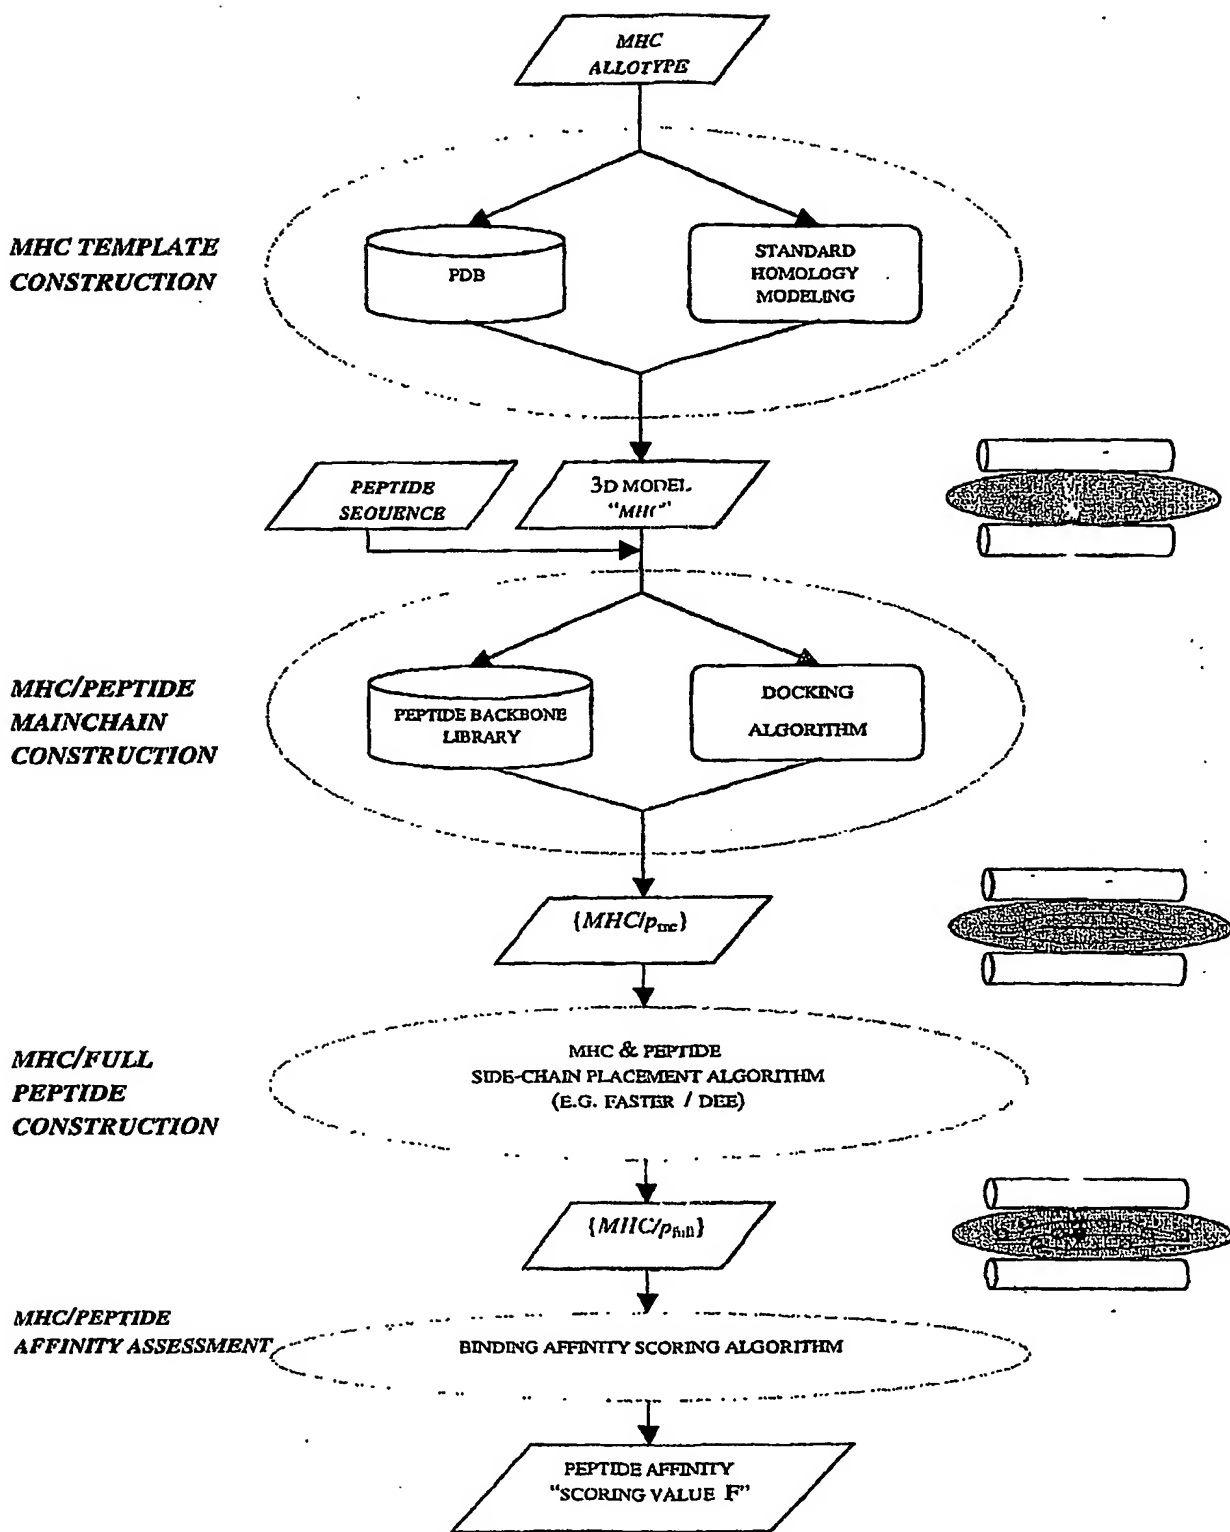 MHC
ALLOTYPE
MHC TEMPLATE
CONSTRUCTION
PDB
STANDARD
HOMOLOGY
MODELING
PEPTIDE
SEQUENCE
3D MODEL
"MHC"
MHC/PEPTIDE
MAINCHAIN
CONSTRUCTION
PEPTIDE BACKBONE
LIBRARY
DOCKING
ALGORITHM
{MHC/pmc}
MHC/FULL
PEPTIDE
CONSTRUCTION
MHC & PEPTIDE
SIDE-CHAIN PLACEMENT ALGORITHM
(E.G. FASTER / DEE)
{MHC/pfull}
MHC/PEPTIDE
AFFINITY ASSESSMENT
BINDING AFFINITY SCORING ALGORITHM
PEPTIDE AFFINITY
"SCORING VALUE F"